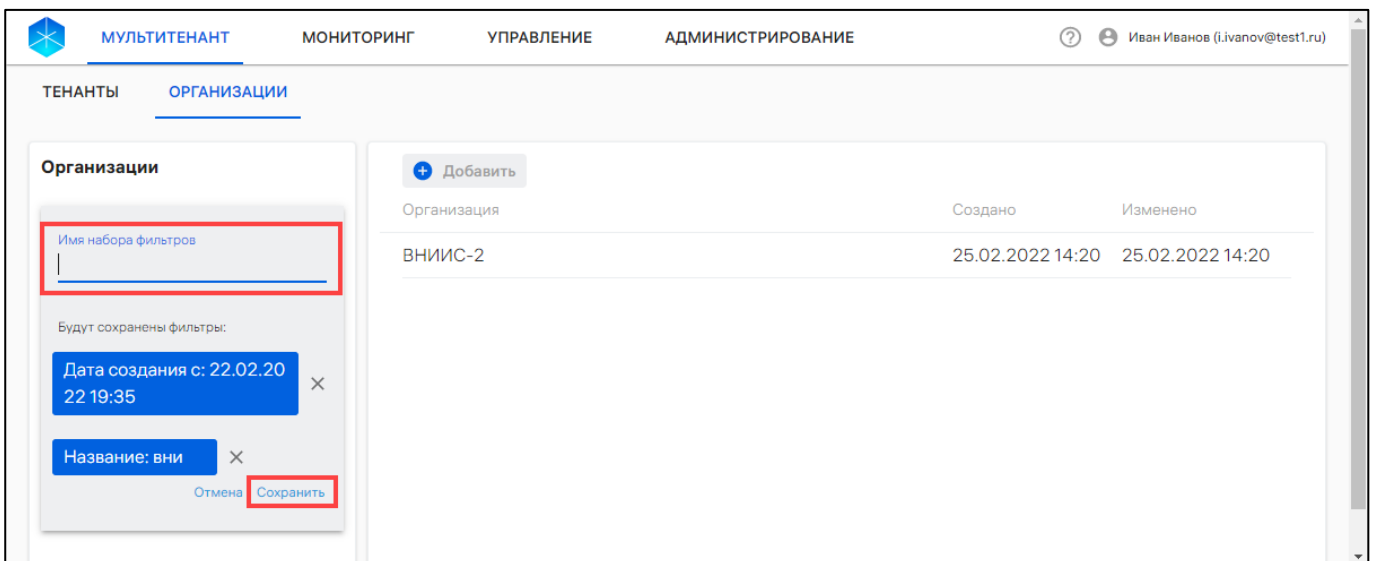 МУЛЬТИТЕНАНТ МОНИТОРИНГ УПРАВЛЕНИЕ АДМИНИСТРИРОВАНИЕ ? Иван Иванов (i.ivanov@test1.ru)
ТЕНАНТЫ ОРГАНИЗАЦИИ
Организации
Имя набора фильтров
Будут сохранены фильтры:
Дата создания с: 22.02.20
22 19:35
Название: вни
Отмена Сохранить
Добавить
Организация Создано Изменено
ВНИИС-2 25.02.2022 14:20 25.02.2022 14:20